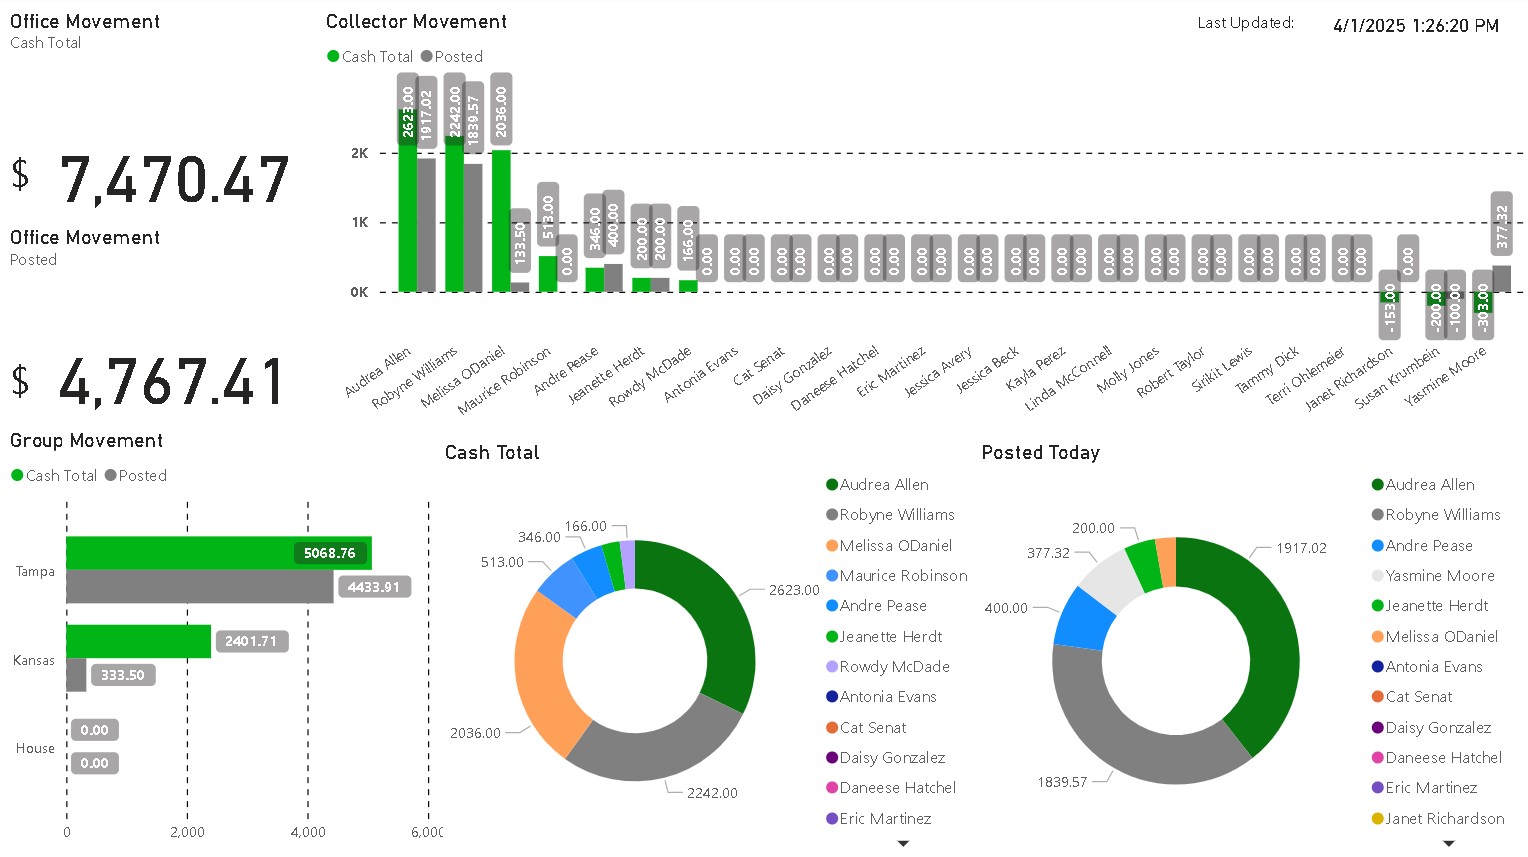 Office Movement
Cash Total
$ 7,470.47
Office Movement
Posted
$ 4,767.41
Collector Movement
Cash Total Posted
Last Updated: 4/1/2025 1:26:20 PM
2623.00 1917.02 2242.00 1839.57 2036.00 133.50 513.00 0.00 346.00 400.00 200.00 200.00 166.00 0.00 0.00 0.00 0.00 0.00 0.00 0.00 0.00 0.00 0.00 0.00 0.00 0.00 0.00 0.00 0.00 0.00 0.00 0.00 0.00 0.00 0.00 0.00 0.00 0.00 0.00 0.00 0.00 0.00 -153.00 0.00 -200.00 -100.00 -303.00 377.32
2K
1K
0K
Audrea Allen
Robyne Williams
Melissa ODaniel
Maurice Robinson
Andre Pease
Jeanette Herdt
Rowdy McDade
Antonia Evans
Cat Senat
Daisy Gonzalez
Daneese Hatchel
Eric Martinez
Jessica Avery
Jessica Beck
Kayla Perez
Linda McConnell
Molly Jones
Robert Taylor
Sirikit Lewis
Tammy Dick
Terri Ohlemeier
Janet Richardson
Susan Krumbein
Yasmine Moore
Group Movement
Cash Total Posted
Tampa
5068.76
4433.91
Kansas
2401.71
333.50
House
0.00
0.00
0 2,000 4,000 6,000
Cash Total
166.00
346.00
513.00
2623.00
2036.00
2242.00
Audrea Allen
Robyne Williams
Melissa ODaniel
Maurice Robinson
Andre Pease
Jeanette Herdt
Rowdy McDade
Antonia Evans
Cat Senat
Daisy Gonzalez
Daneese Hatchel
Eric Martinez
Posted Today
200.00
377.32
1917.02
400.00
1839.57
Audrea Allen
Robyne Williams
Andre Pease
Yasmine Moore
Jeanette Herdt
Melissa ODaniel
Antonia Evans
Cat Senat
Daisy Gonzalez
Daneese Hatchel
Eric Martinez
Janet Richardson